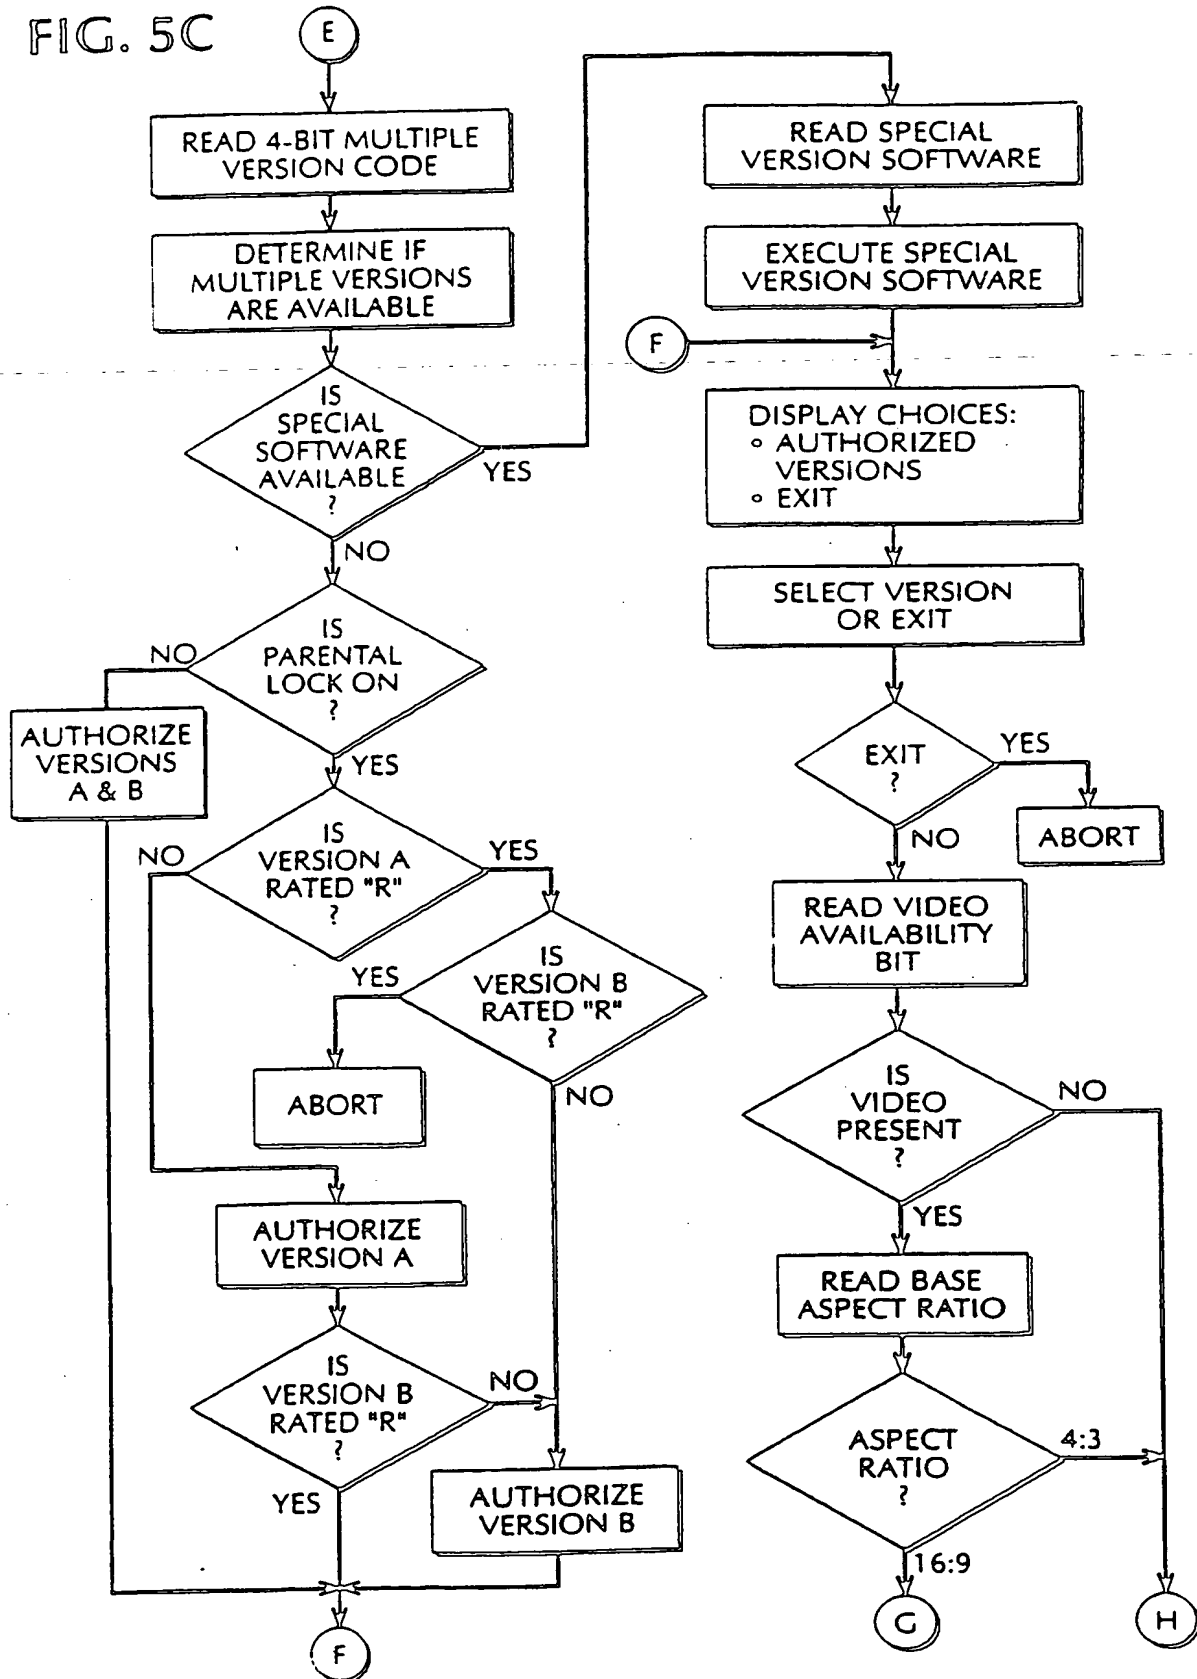 FIG. 5C
E
READ 4-BIT MULTIPLE
VERSION CODE
DETERMINE IF
MULTIPLE VERSIONS
ARE AVAILABLE
IS
SPECIAL
SOFTWARE
AVAILABLE
?
YES
NO
IS
PARENTAL
LOCK ON
?
NO
YES
AUTHORIZE
VERSIONS
A & B
IS
VERSION A
RATED "R"
?
NO
YES
IS
VERSION B
RATED "R"
?
YES
NO
ABORT
AUTHORIZE
VERSION A
IS
VERSION B
RATED "R"
?
NO
YES
AUTHORIZE
VERSION B
F
READ SPECIAL
VERSION SOFTWARE
EXECUTE SPECIAL
VERSION SOFTWARE
F
DISPLAY CHOICES:
∘ AUTHORIZED
VERSIONS
∘ EXIT
SELECT VERSION
OR EXIT
EXIT
?
YES
NO
ABORT
READ VIDEO
AVAILABILITY
BIT
IS
VIDEO
PRESENT
?
NO
YES
READ BASE
ASPECT RATIO
ASPECT
RATIO
?
4:3
16:9
G
H